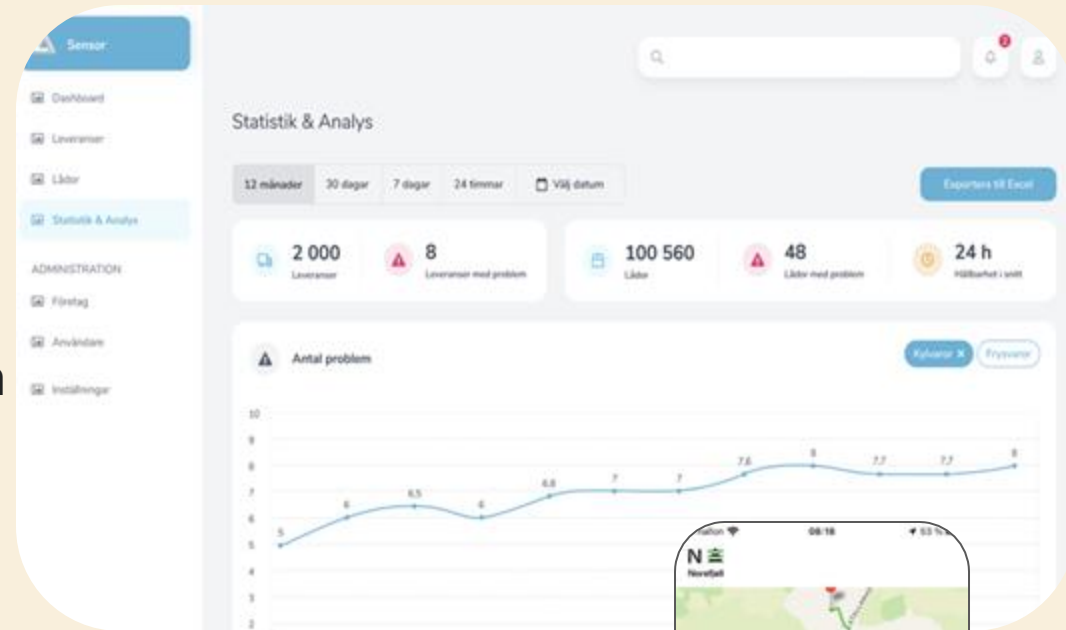 Sensor
2
Dashboard
Leveranser
Lådor
Statistik & Analys
ADMINISTRATION
Företag
Användare
Inställningar
Statistik & Analys
12 månader 30 dagar 7 dagar 24 timmar Välj datum
Exportera till Excel
2 000
Leveranser
8
Leveranser med problem
100 560
Lådor
48
Lådor med problem
24 h
Hållbarhet i snitt
Antal problem
Kylvaror X Frysvaror
10
9
8
7
6
5
4
3
2
5 6 6,5 6 6,8 7 7 7,6 8 7,7 7,7 8
08:16
63 %
N
Norefjell